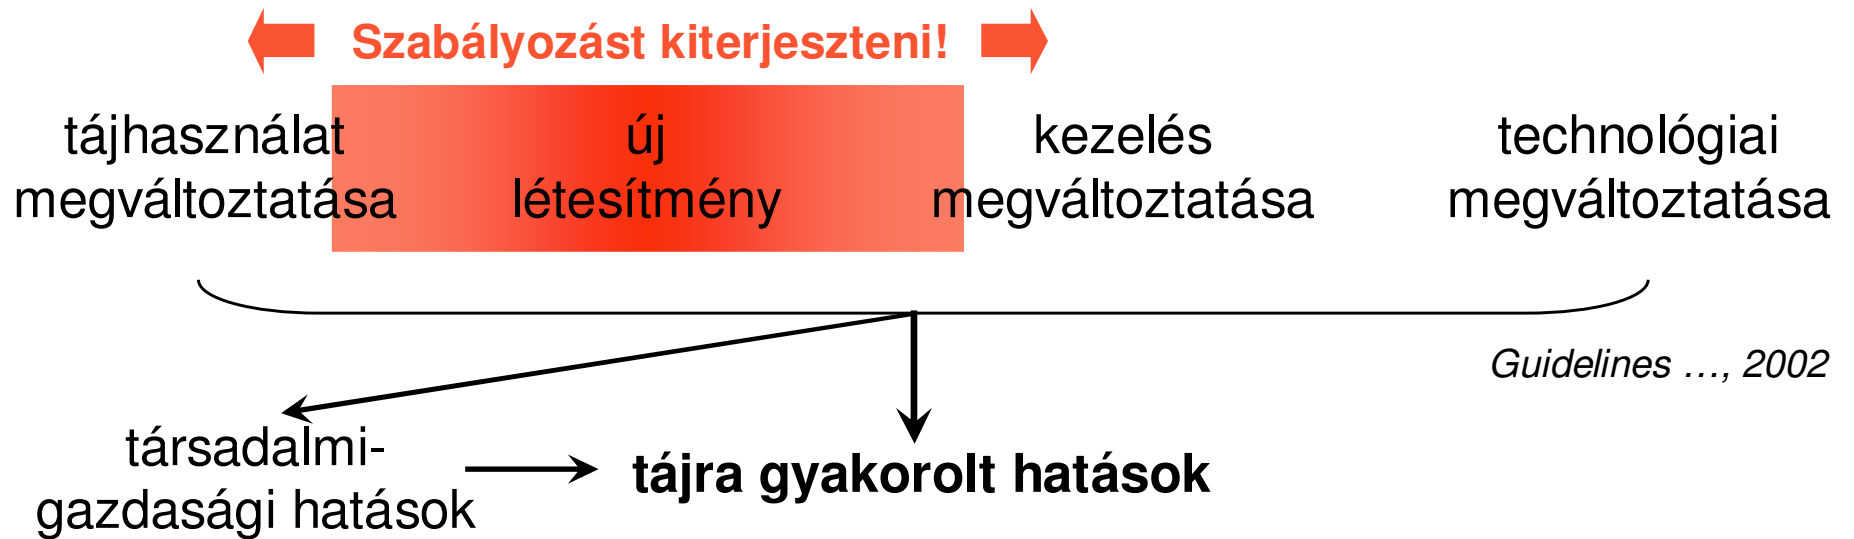 Szabályozást kiterjeszteni!
tájhasználat
megváltoztatása
új
létesítmény
kezelés
megváltoztatása
technológiai
megváltoztatása
Guidelines …, 2002
társadalmi-
gazdasági hatások
tájra gyakorolt hatások